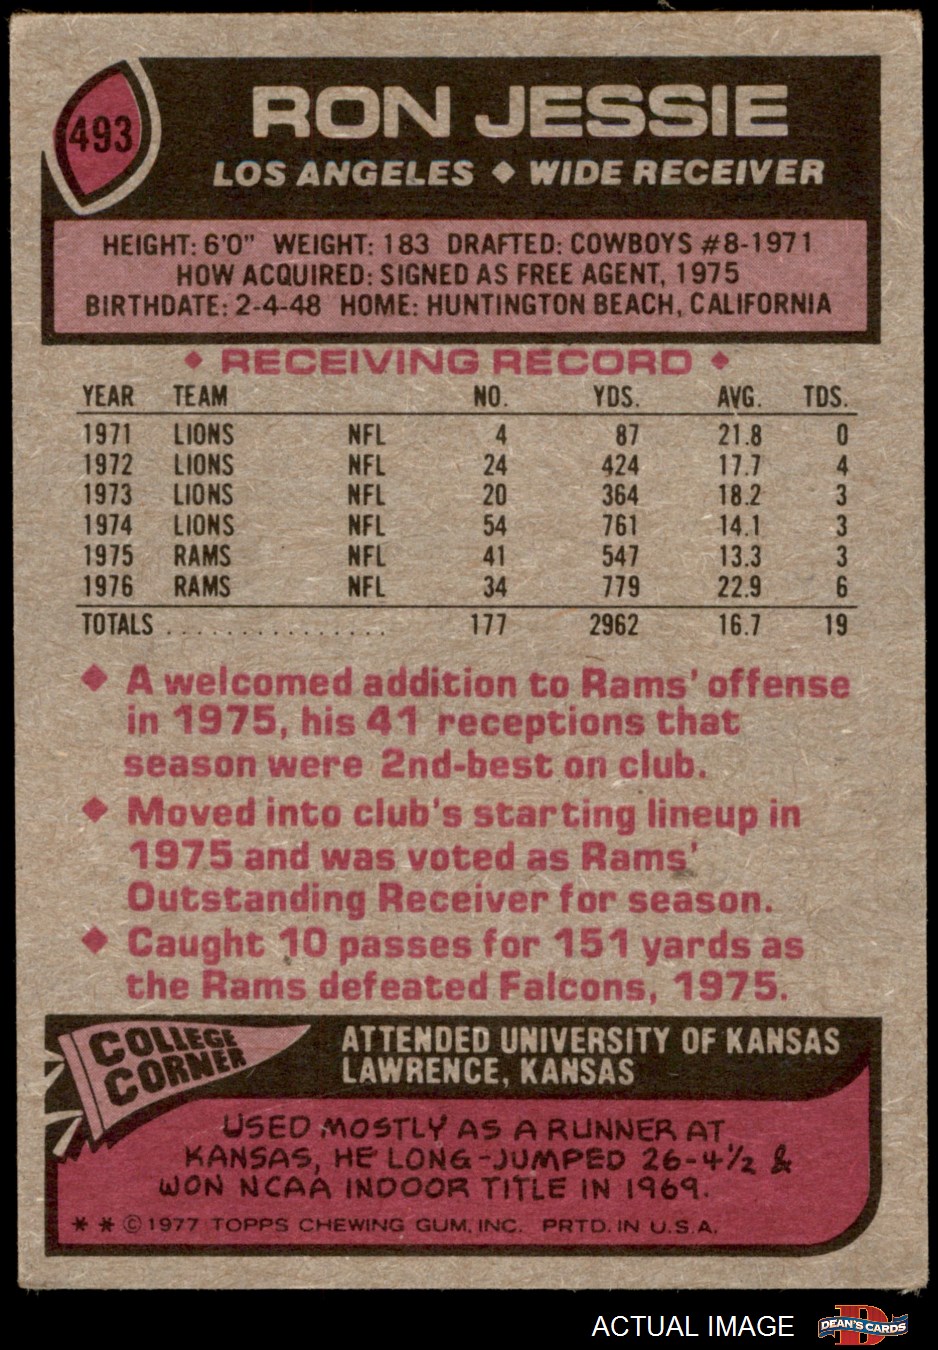 493
RON JESSIE
LOS ANGELES ◆ WIDE RECEIVER
HEIGHT: 6'0" WEIGHT: 183 DRAFTED: COWBOYS #8-1971
HOW ACQUIRED: SIGNED AS FREE AGENT, 1975
BIRTHDATE: 2-4-48 HOME: HUNTINGTON BEACH, CALIFORNIA
◆ RECEIVING RECORD ◆
YEAR TEAM NO. YDS. AVG. TDS.
1971 LIONS NFL 4 87 21.8 0
1972 LIONS NFL 24 424 17.7 4
1973 LIONS NFL 20 364 18.2 3
1974 LIONS NFL 54 761 14.1 3
1975 RAMS NFL 41 547 13.3 3
1976 RAMS NFL 34 779 22.9 6
TOTALS ............... 177 2962 16.7 19
◆ A welcomed addition to Rams' offense
in 1975, his 41 receptions that
season were 2nd-best on club.
◆ Moved into club's starting lineup in
1975 and was voted as Rams'
Outstanding Receiver for season.
◆ Caught 10 passes for 151 yards as
the Rams defeated Falcons, 1975.
COLLEGE
CORNER
ATTENDED UNIVERSITY OF KANSAS
LAWRENCE, KANSAS
USED MOSTLY AS A RUNNER AT
KANSAS, HE LONG-JUMPED 26-4½ &
WON NCAA INDOOR TITLE IN 1969.
* * © 1977 TOPPS CHEWING GUM, INC. PRTD. IN U.S.A.
ACTUAL IMAGE
DEAN'S CARDS